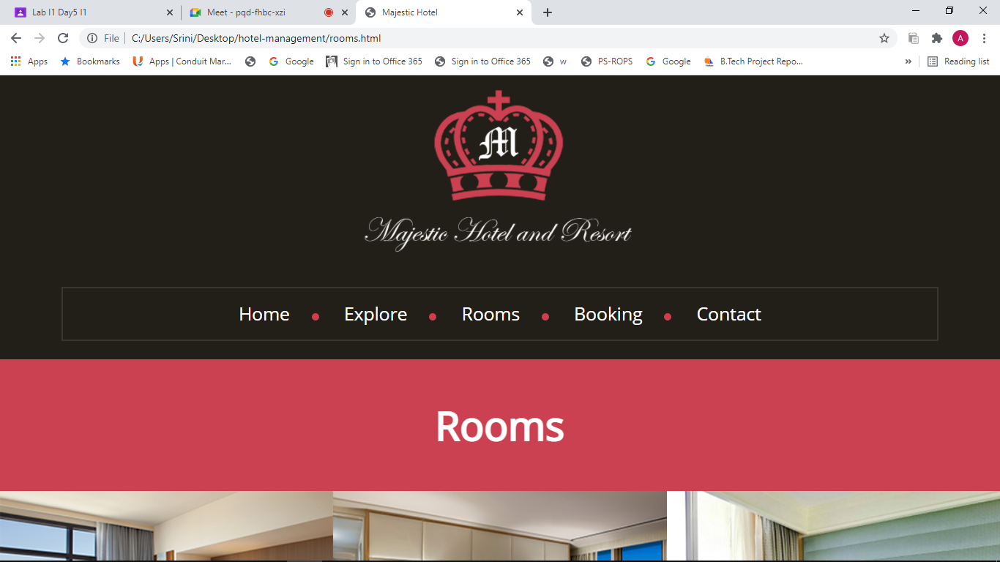 Lab I1 Day5 I1
Meet - pqd-fhbc-xzi
Majestic Hotel
File C:/Users/Srini/Desktop/hotel-management/rooms.html
A
Apps Bookmarks Apps | Conduit Mar... Google Sign in to Office 365 Sign in to Office 365 w PS-ROPS Google B.Tech Project Repo... » Reading list
M
Majestic Hotel and Resort
Home Explore Rooms Booking Contact
Rooms